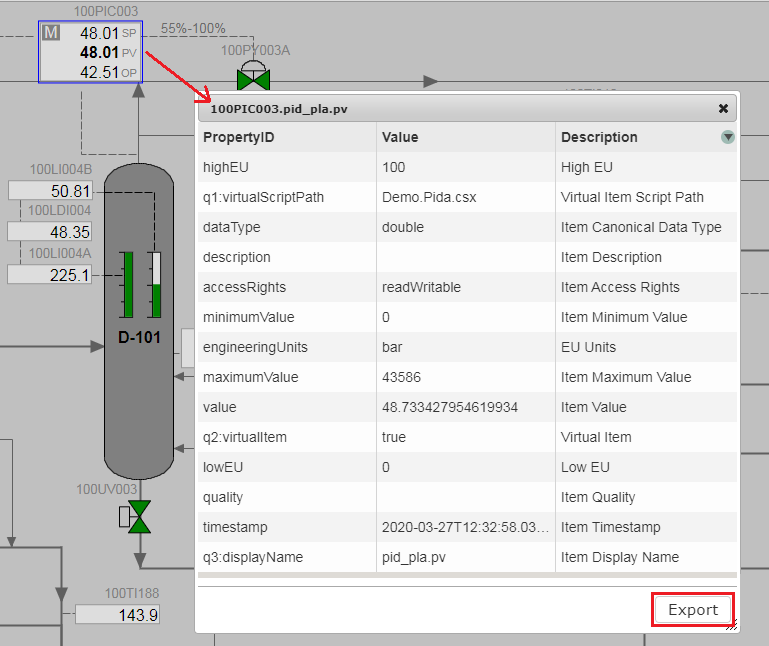 100PIC003
M 48.01 SP
48.01 PV
42.51 OP
55%-100%
100PY003A
100PIC003.pid_pla.pv ✖
PropertyID Value Description
highEU 100 High EU
q1:virtualScriptPath Demo.Pida.csx Virtual Item Script Path
dataType double Item Canonical Data Type
description Item Description
accessRights readWritable Item Access Rights
minimumValue 0 Item Minimum Value
engineeringUnits bar EU Units
maximumValue 43586 Item Maximum Value
value 48.733427954619934 Item Value
q2:virtualItem true Virtual Item
lowEU 0 Low EU
quality Item Quality
timestamp 2020-03-27T12:32:58.03... Item Timestamp
q3:displayName pid_pla.pv Item Display Name
Export
100LI004B
50.81
100LDI004
48.35
100LI004A
225.1
D-101
100UV003
100TI188
143.9